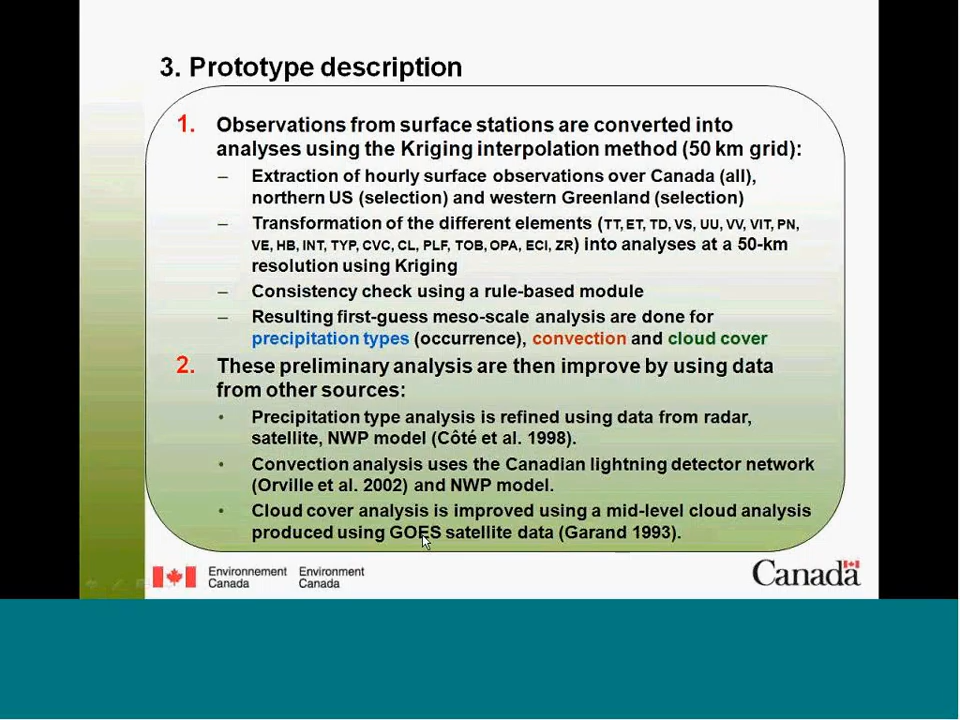 3. Prototype description
1. Observations from surface stations are converted into
analyses using the Kriging interpolation method (50 km grid):
– Extraction of hourly surface observations over Canada (all),
northern US (selection) and western Greenland (selection)
– Transformation of the different elements (TT, ET, TD, VS, UU, VV, VIT, PN,
VE, HB, INT, TYP, CVC, CL, PLF, TOB, OPA, ECI, ZR) into analyses at a 50-km
resolution using Kriging
– Consistency check using a rule-based module
– Resulting first-guess meso-scale analysis are done for
precipitation types (occurrence), convection and cloud cover
2. These preliminary analysis are then improve by using data
from other sources:
• Precipitation type analysis is refined using data from radar,
satellite, NWP model (Côté et al. 1998).
• Convection analysis uses the Canadian lightning detector network
(Orville et al. 2002) and NWP model.
• Cloud cover analysis is improved using a mid-level cloud analysis
produced using GOES satellite data (Garand 1993).
Environnement Environment
Canada Canada
Canada